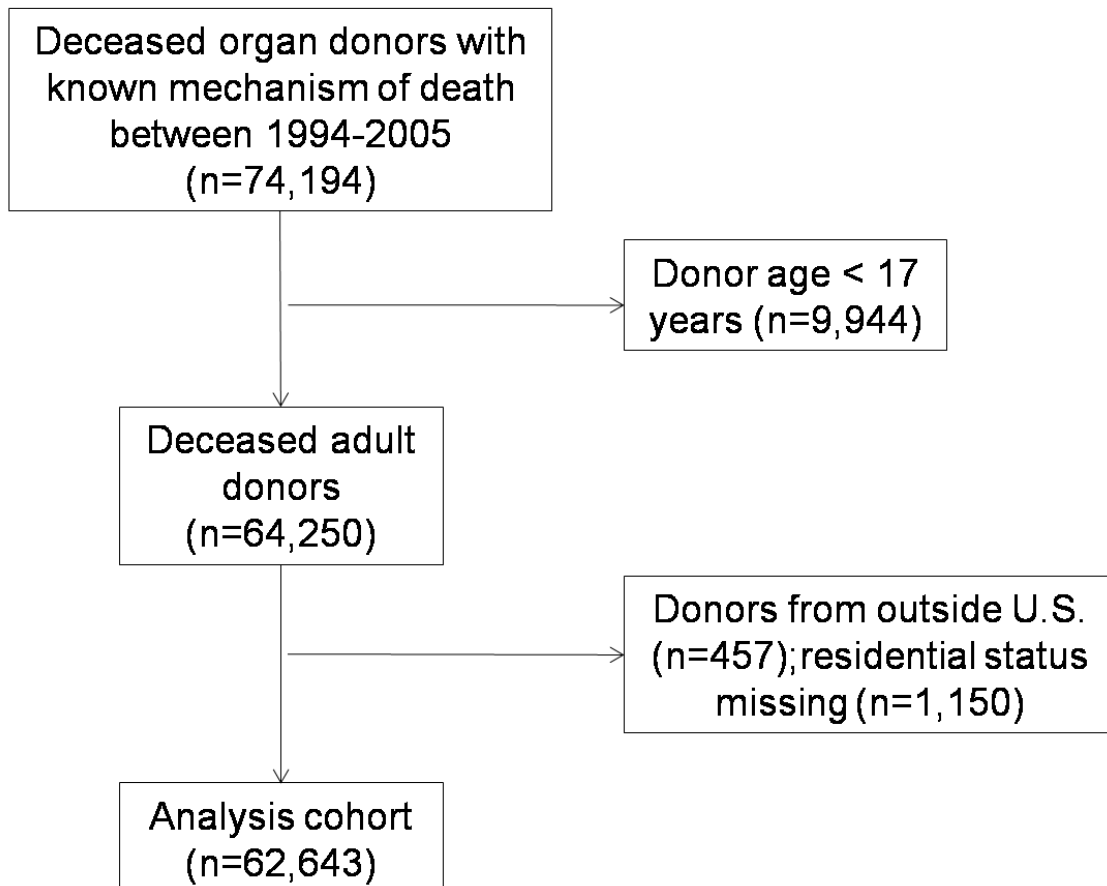 Deceased organ donors with
known mechanism of death
between 1994-2005
(n=74,194)
Donor age < 17
years (n=9,944)
Deceased adult
donors
(n=64,250)
Donors from outside U.S.
(n=457);residential status
missing (n=1,150)
Analysis cohort
(n=62,643)